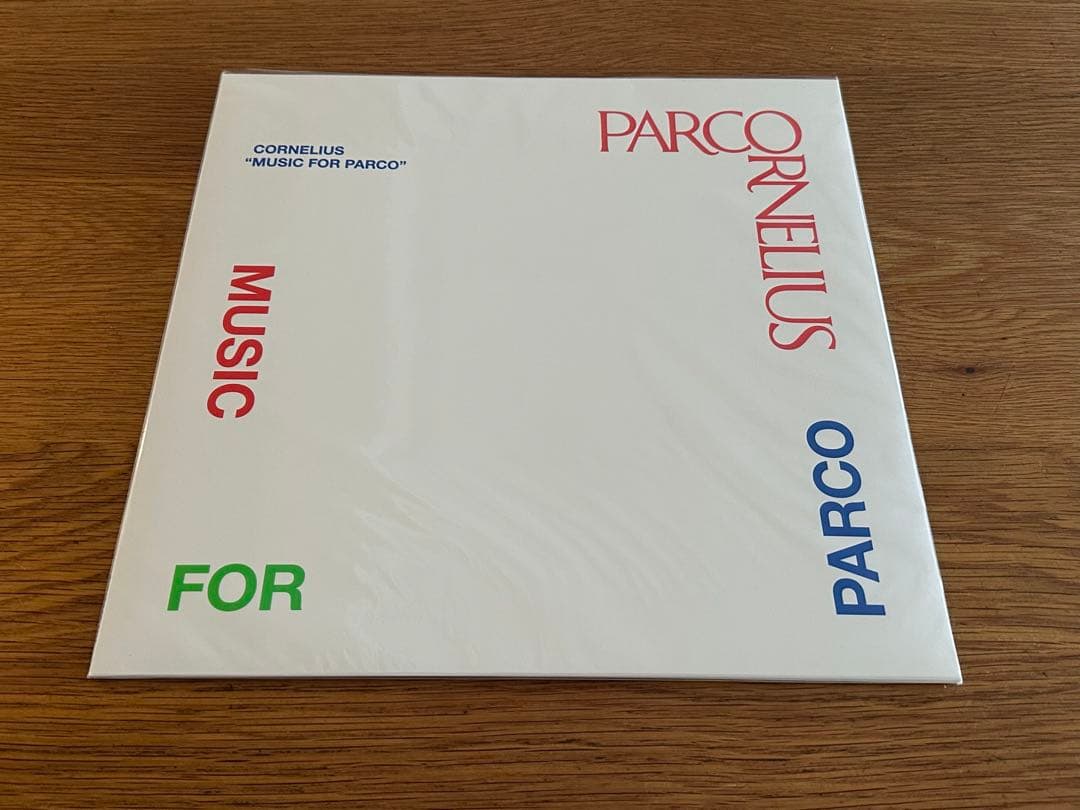 CORNELIUS
“MUSIC FOR PARCO”
PARCORNELIUS
MUSIC
FOR
PARCO